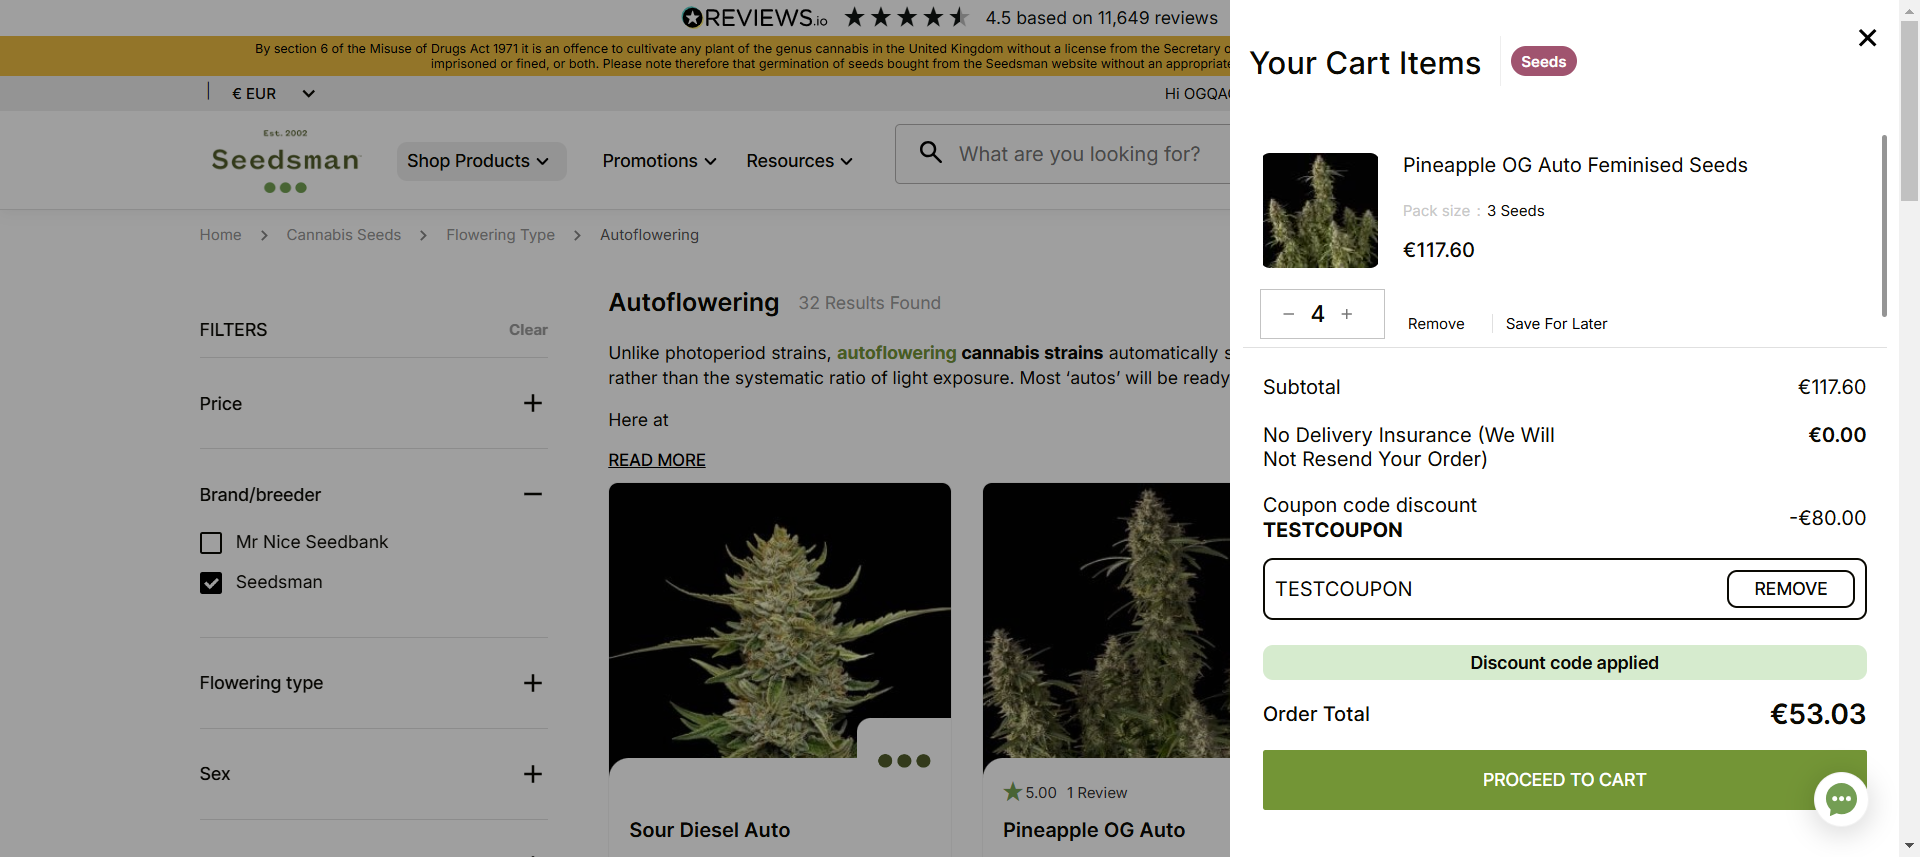 REVIEWS.io 4.5 based on 11,649 reviews
By section 6 of the Misuse of Drugs Act 1971 it is an offence to cultivate any plant of the genus cannabis in the United Kingdom without a license from the Secretary o
imprisoned or fined, or both. Please note therefore that germination of seeds bought from the Seedsman website without an appropriate
€ EUR
Hi OGQA
Est. 2002
Seedsman
Shop Products
Promotions
Resources
What are you looking for?
Home > Cannabis Seeds > Flowering Type > Autoflowering
FILTERS
Clear
Price
Brand/breeder
Mr Nice Seedbank
Seedsman
Flowering type
Sex
Autoflowering 32 Results Found
Unlike photoperiod strains, autoflowering cannabis strains automatically s
rather than the systematic ratio of light exposure. Most ‘autos’ will be ready
Here at
READ MORE
Sour Diesel Auto
5.00 1 Review
Pineapple OG Auto
Your Cart Items
Seeds
Pineapple OG Auto Feminised Seeds
Pack size : 3 Seeds
€117.60
− 4 +
Remove
Save For Later
Subtotal €117.60
No Delivery Insurance (We Will
Not Resend Your Order)
€0.00
Coupon code discount
TESTCOUPON
-€80.00
TESTCOUPON
REMOVE
Discount code applied
Order Total €53.03
PROCEED TO CART